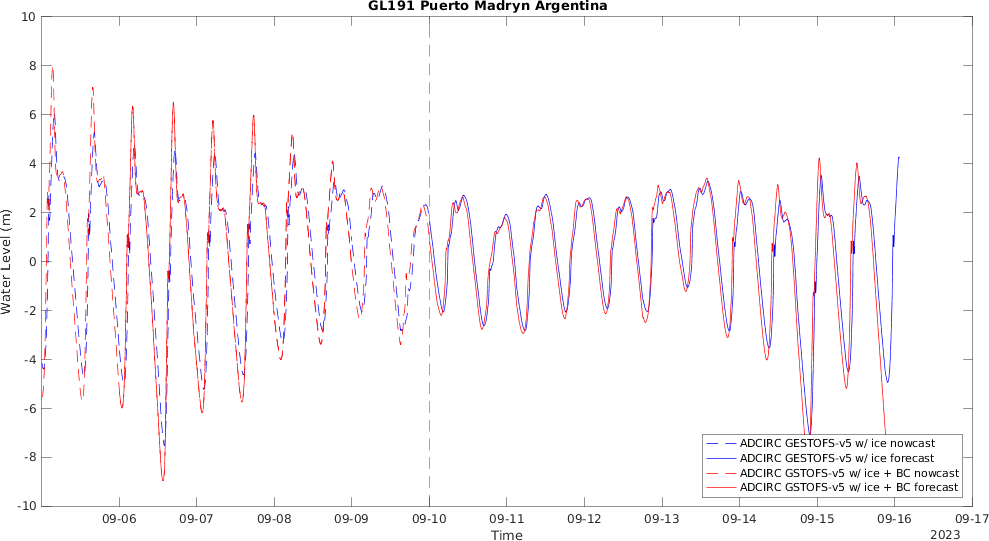 GL191 Puerto Madryn Argentina
10
8
6
4
2
0
-2
-4
-6
-8
-10
Water Level (m)
ADCIRC GESTOFS-v5 w/ ice nowcast
ADCIRC GESTOFS-v5 w/ ice forecast
ADCIRC GSTOFS-v5 w/ ice + BC nowcast
ADCIRC GSTOFS-v5 w/ ice + BC forecast
09-06 09-07 09-08 09-09 09-10 09-11 09-12 09-13 09-14 09-15 09-16 09-17
Time
2023